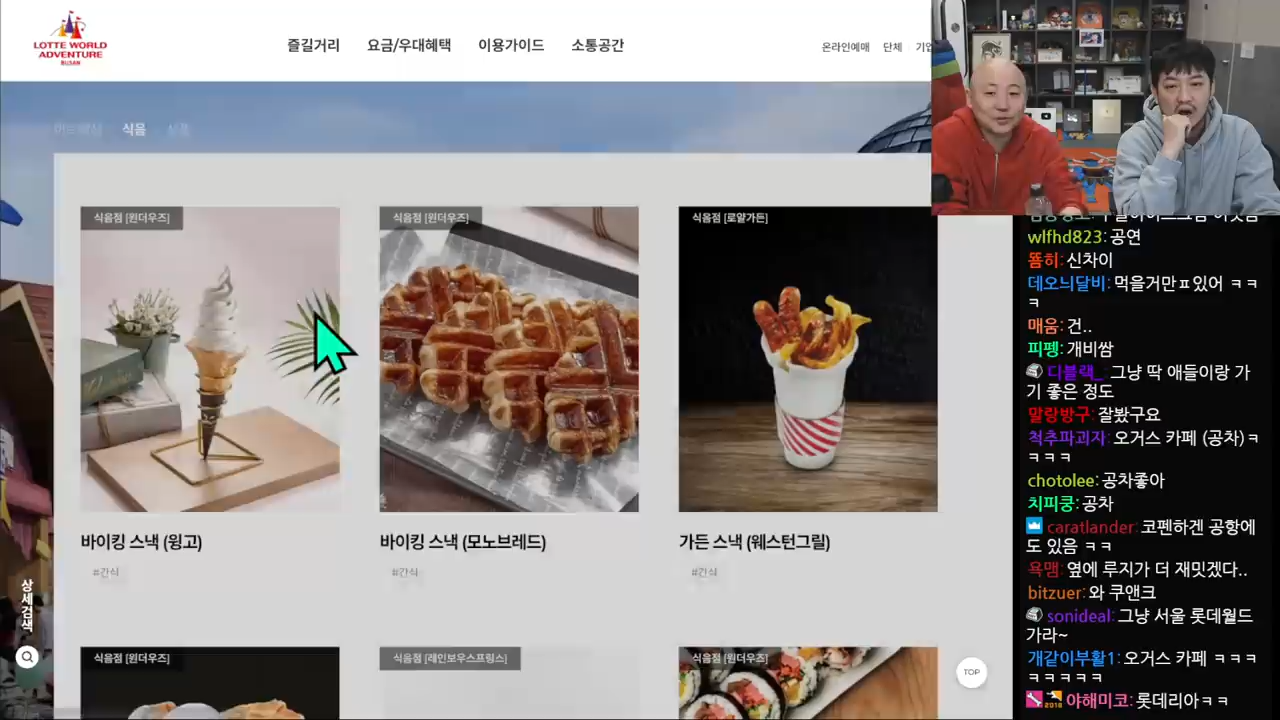 LOTTE WORLD
ADVENTURE
BUSAN
즐길거리
요금/우대혜택
이용가이드
소통공간
온라인예매
단체
식음
식음점 [원더우즈]
식음점 [원더우즈]
식음점 [로얄가든]
바이킹 스낵 (윙고)
바이킹 스낵 (모노브레드)
가든 스낵 (웨스턴그릴)
#간식
#간식
#간식
식음점 [원더우즈]
식음점 [레인보우스프링스]
식음점 [원더우즈]
상세검색
TOP
wlfhd823: 공연
똠히: 신차이
데오늬달비: 먹을거만ㅍ있어 ㅋㅋ
ㅋ
매움: 건..
피펭: 개비쌈
디블랙_: 그냥 딱 애들이랑 가
기 좋은 정도
말랑방구: 잘봤구요
척추파괴자: 오거스 카페 (공차)ㅋ
ㅋㅋㅋ
chotolee: 공차좋아
치피쿵: 공차
caratlander: 코펜하겐 공항에
도 있음 ㅋㅋ
욕맴: 옆에 루지가 더 재밋겠다..
bitzuer: 와 쿠앤크
sonideal: 그냥 서울 롯데월드
가라~
개같이부활1: 오거스 카페 ㅋㅋㅋ
ㅋㅋㅋㅋㅋ
2018 야해미코: 롯데리아ㅋㅋ